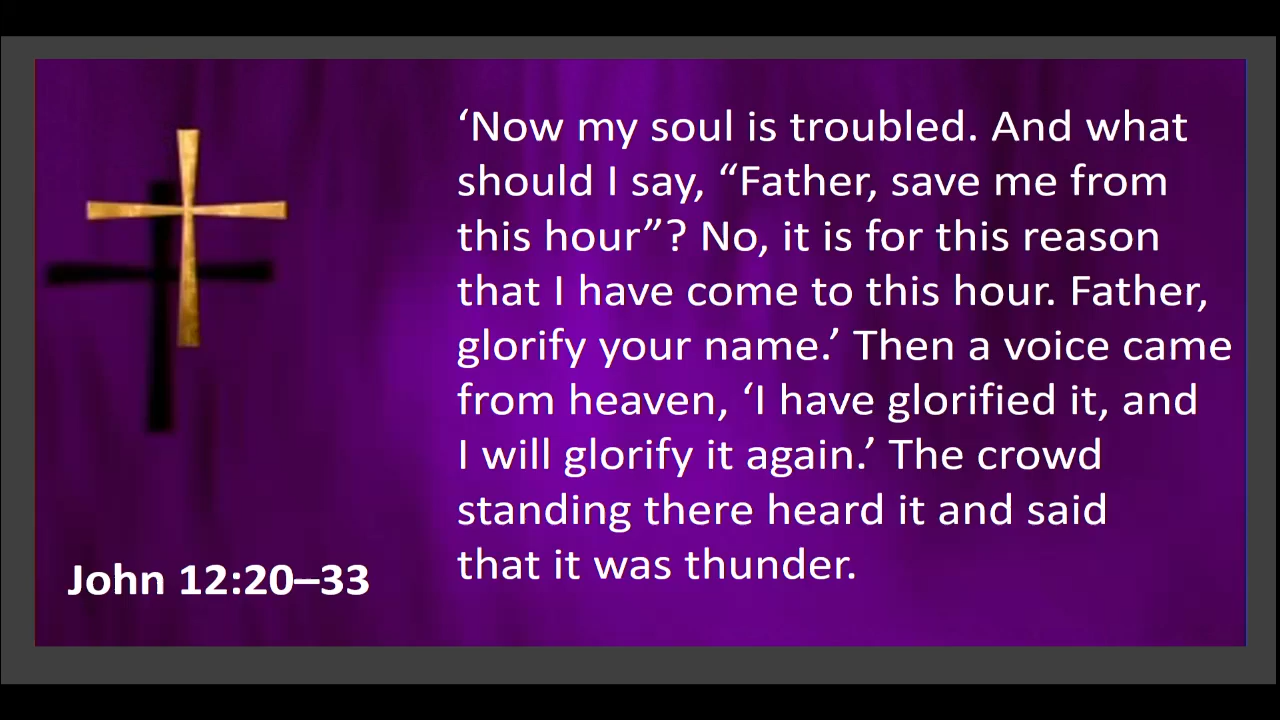 ‘Now my soul is troubled. And what
should I say, “Father, save me from
this hour”? No, it is for this reason
that I have come to this hour. Father,
glorify your name.’ Then a voice came
from heaven, ‘I have glorified it, and
I will glorify it again.’ The crowd
standing there heard it and said
that it was thunder.
John 12:20–33